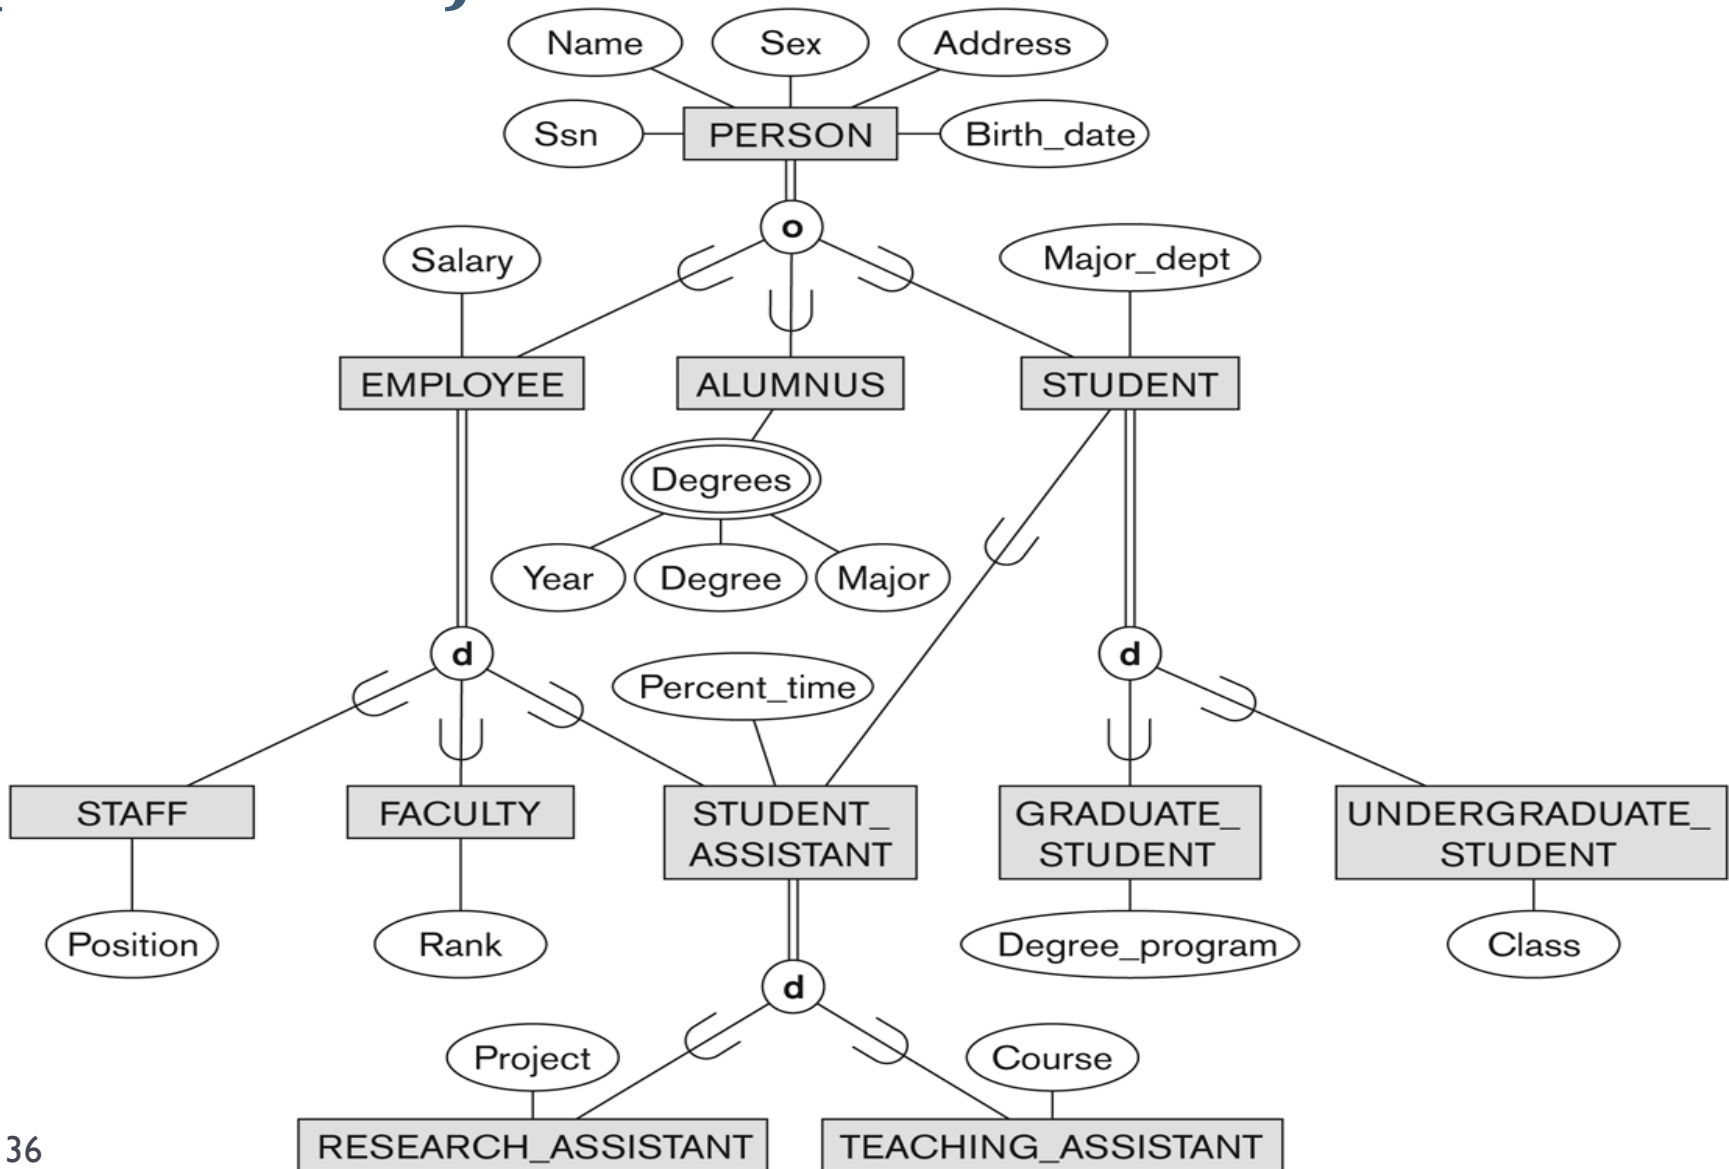 Name
Sex
Address
Ssn
PERSON
Birth_date
o
Salary
Major_dept
EMPLOYEE
ALUMNUS
STUDENT
Degrees
Year
Degree
Major
d
d
Percent_time
STAFF
FACULTY
STUDENT_
ASSISTANT
GRADUATE_
STUDENT
UNDERGRADUATE_
STUDENT
Position
Rank
Degree_program
Class
d
Project
Course
RESEARCH_ASSISTANT
TEACHING_ASSISTANT
36